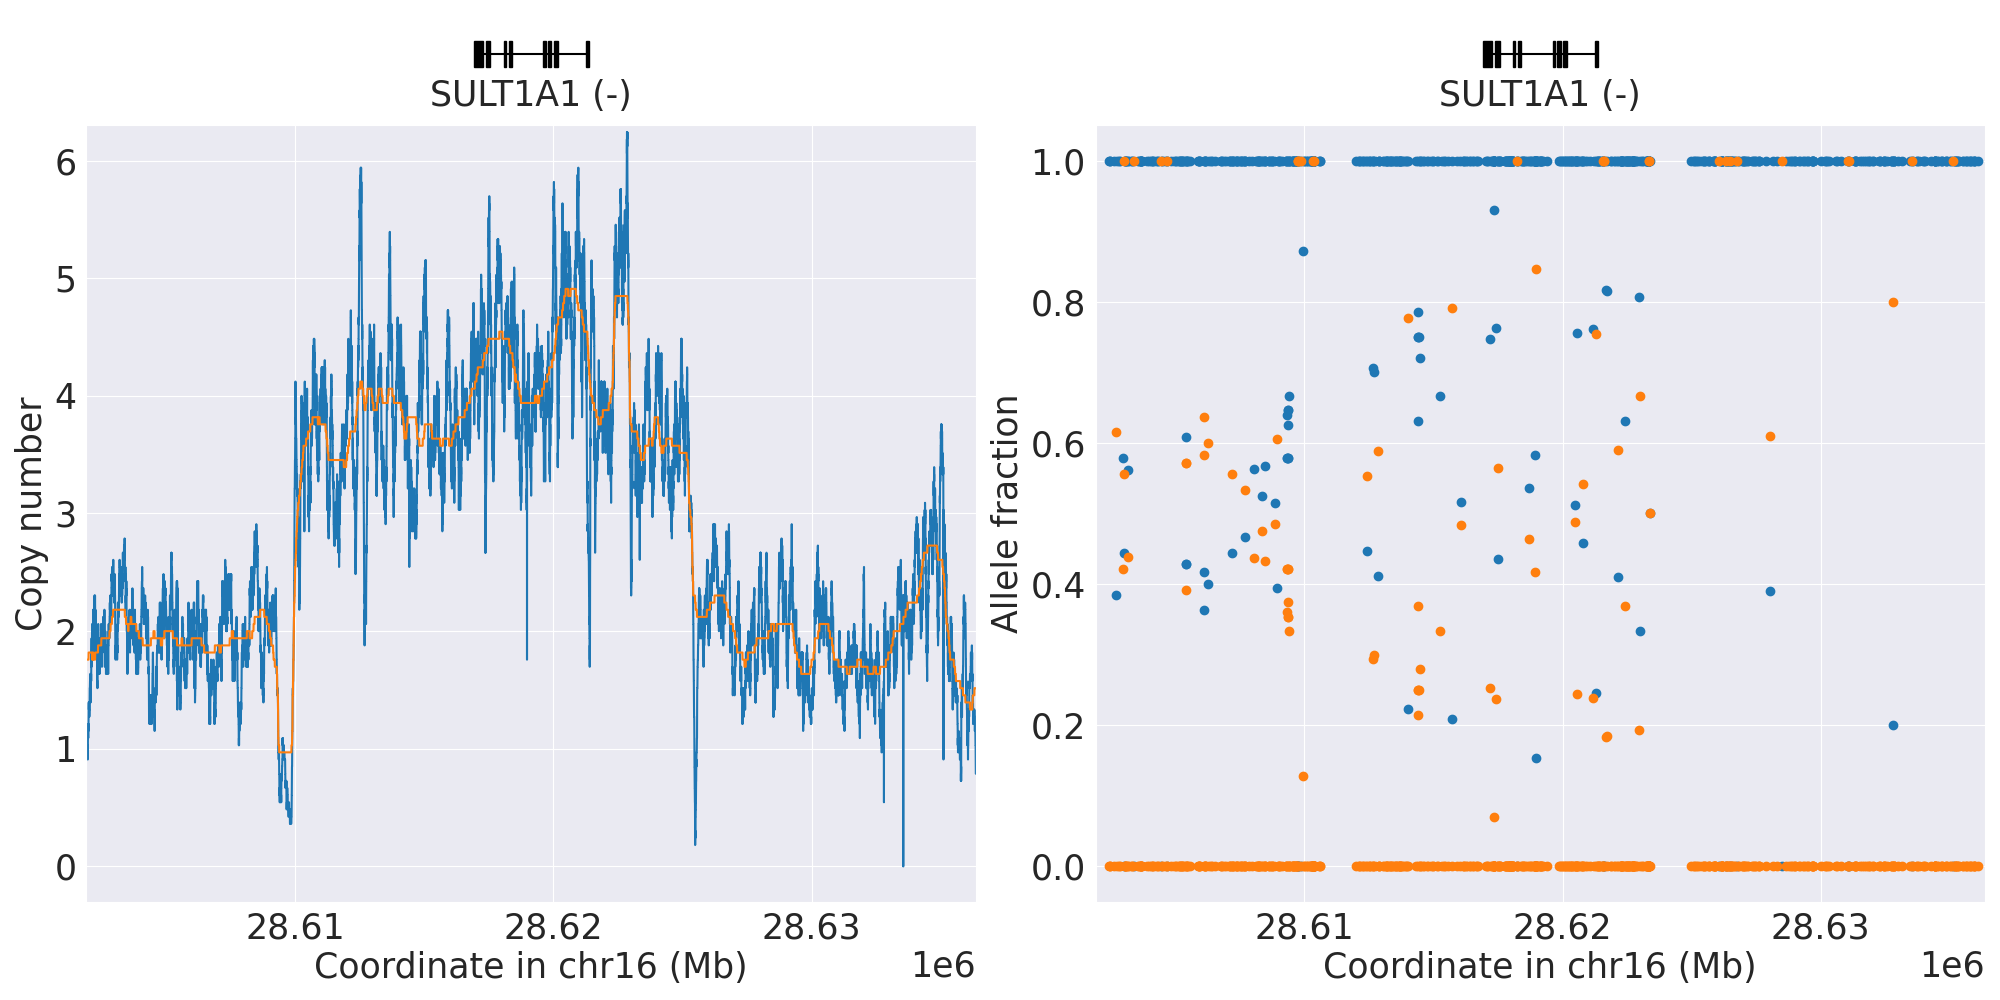 SULT1A1 (-)
Copy number
6
5
4
3
2
1
0
28.61
28.62
28.63
Coordinate in chr16 (Mb)
1e6
SULT1A1 (-)
Allele fraction
1.0
0.8
0.6
0.4
0.2
0.0
28.61
28.62
28.63
Coordinate in chr16 (Mb)
1e6